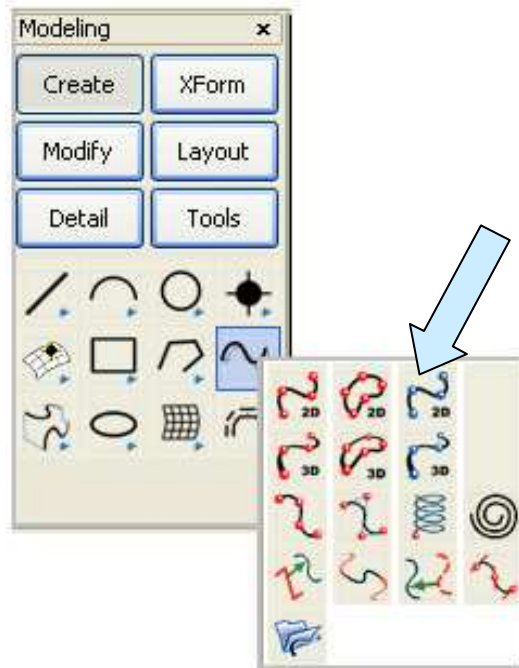 Modeling x
Create XForm
Modify Layout
Detail Tools
2D 2D 2D
3D 3D 3D